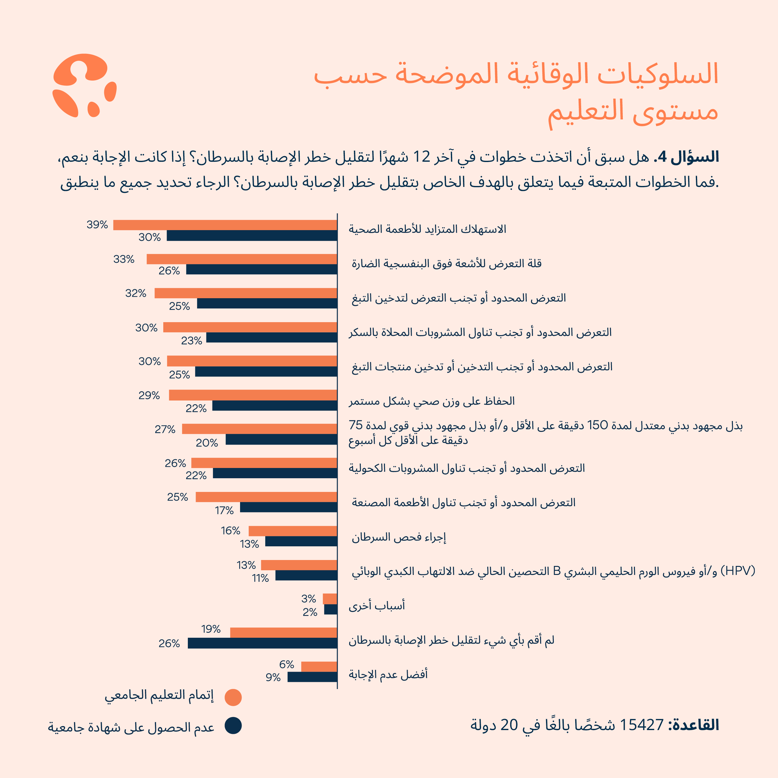 السلوكيات الوقائية الموضحة حسب
مستوى التعليم
السؤال 4. هل سبق أن اتخذت خطوات في آخر 12 شهرًا لتقليل خطر الإصابة بالسرطان؟ إذا كانت الإجابة بنعم،
فما الخطوات المتبعة فيما يتعلق بالهدف الخاص بتقليل خطر الإصابة بالسرطان؟ الرجاء تحديد جميع ما ينطبق.
الاستهلاك المتزايد للأطعمة الصحية
39%
30%
قلة التعرض للأشعة فوق البنفسجية الضارة
33%
26%
التعرض المحدود أو تجنب التعرض لتدخين التبغ
32%
25%
التعرض المحدود أو تجنب تناول المشروبات المحلاة بالسكر
30%
23%
التعرض المحدود أو تجنب التدخين أو تدخين منتجات التبغ
30%
25%
الحفاظ على وزن صحي بشكل مستمر
29%
22%
بذل مجهود بدني معتدل لمدة 150 دقيقة على الأقل و/أو بذل مجهود بدني قوي لمدة 75
دقيقة على الأقل كل أسبوع
27%
20%
التعرض المحدود أو تجنب تناول المشروبات الكحولية
26%
22%
التعرض المحدود أو تجنب تناول الأطعمة المصنعة
25%
17%
إجراء فحص السرطان
16%
13%
(HPV) و/أو فيروس الورم الحليمي البشري B التحصين الحالي ضد الالتهاب الكبدي الوبائي
13%
11%
أسباب أخرى
3%
2%
لم أقم بأي شيء لتقليل خطر الإصابة بالسرطان
19%
26%
أفضل عدم الإجابة
6%
9%
إتمام التعليم الجامعي
عدم الحصول على شهادة جامعية
القاعدة: 15427 شخصًا بالغًا في 20 دولة